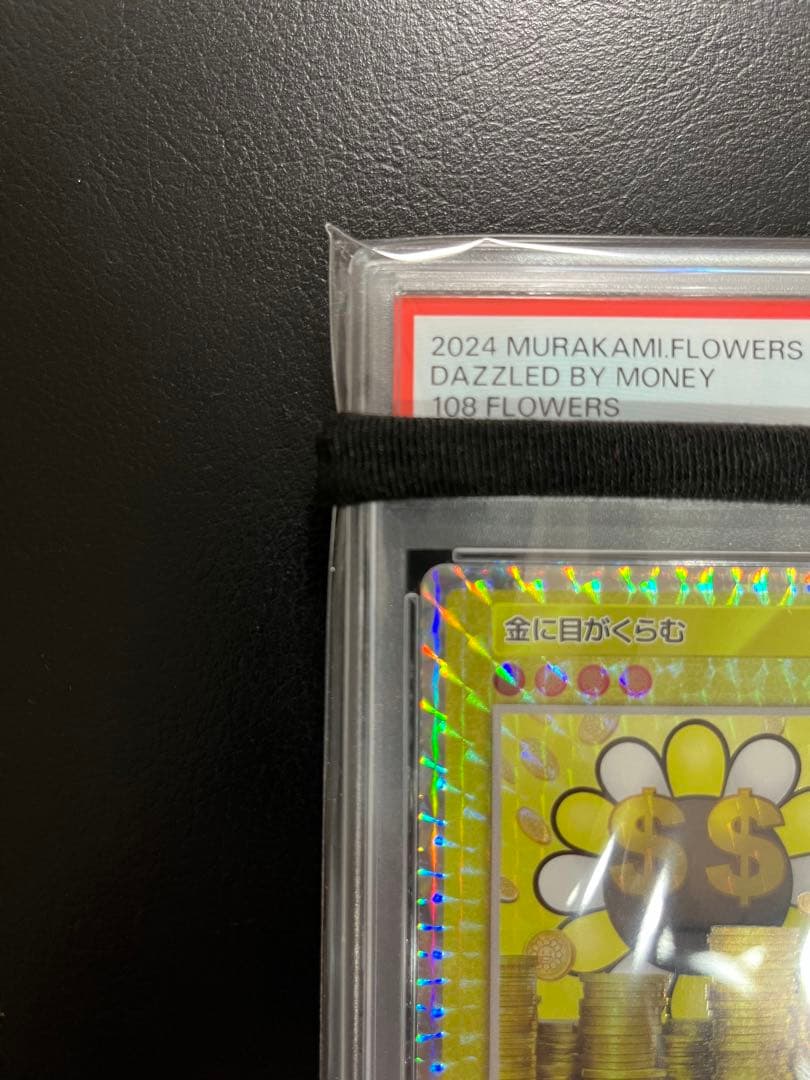 2024 MURAKAMI.FLOWERS
DAZZLED BY MONEY
108 FLOWERS
金に目がくらむ
$ $